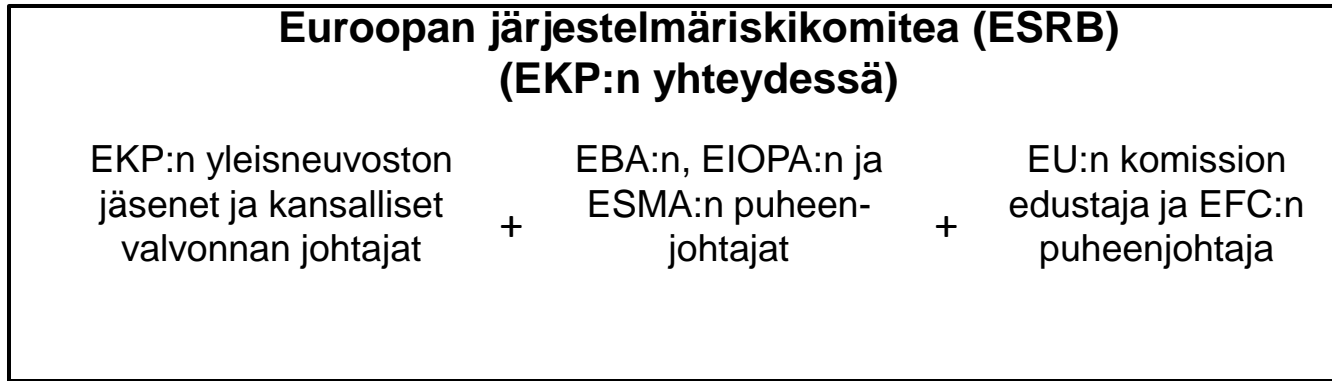 Euroopan järjestelmäriskikomitea (ESRB)
(EKP:n yhteydessä)
EKP:n yleisneuvoston
jäsenet ja kansalliset
valvonnan johtajat
+
EBA:n, EIOPA:n ja
ESMA:n puheen-
johtajat
+
EU:n komission
edustaja ja EFC:n
puheenjohtaja